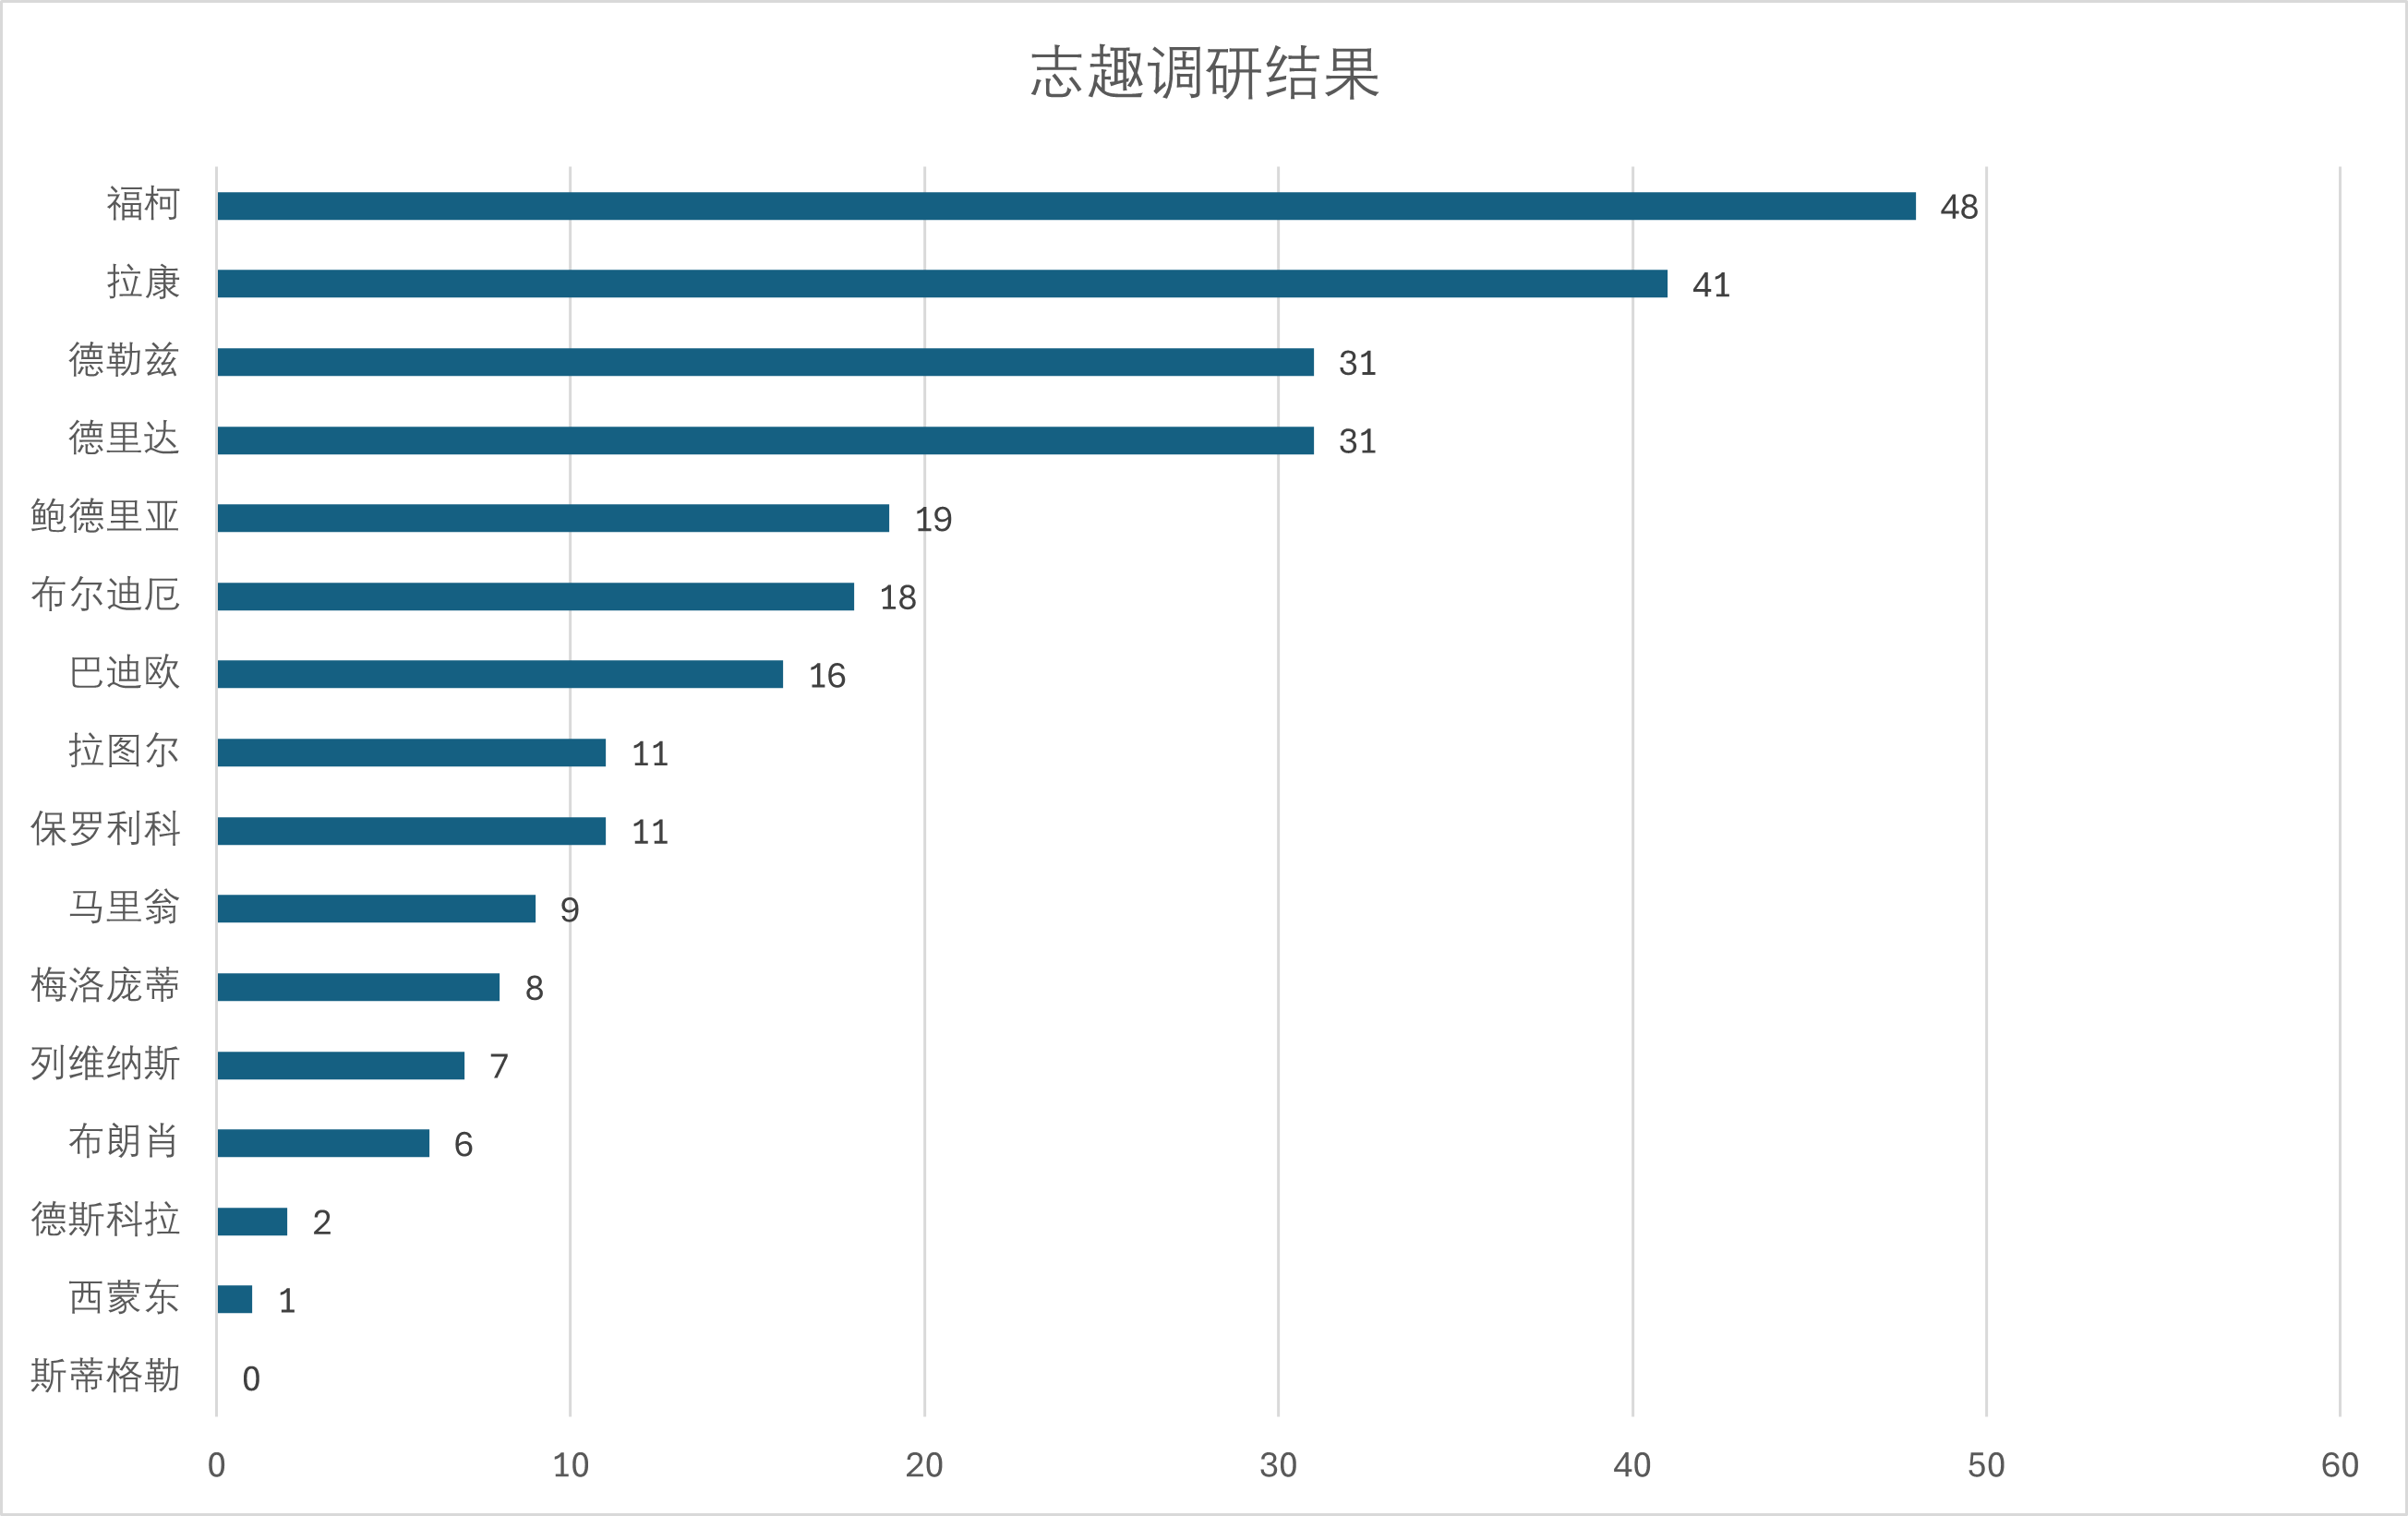 志趣调研结果
福柯 48
拉康 41
德勒兹 31
德里达 31
鲍德里亚 19
布尔迪厄 18
巴迪欧 16
拉图尔 11
保罗利科 11
马里翁 9
梅洛庞蒂 8
列维纳斯 7
布朗肖 6
德斯科拉 2
西蒙东 1
斯蒂格勒 0
0 10 20 30 40 50 60